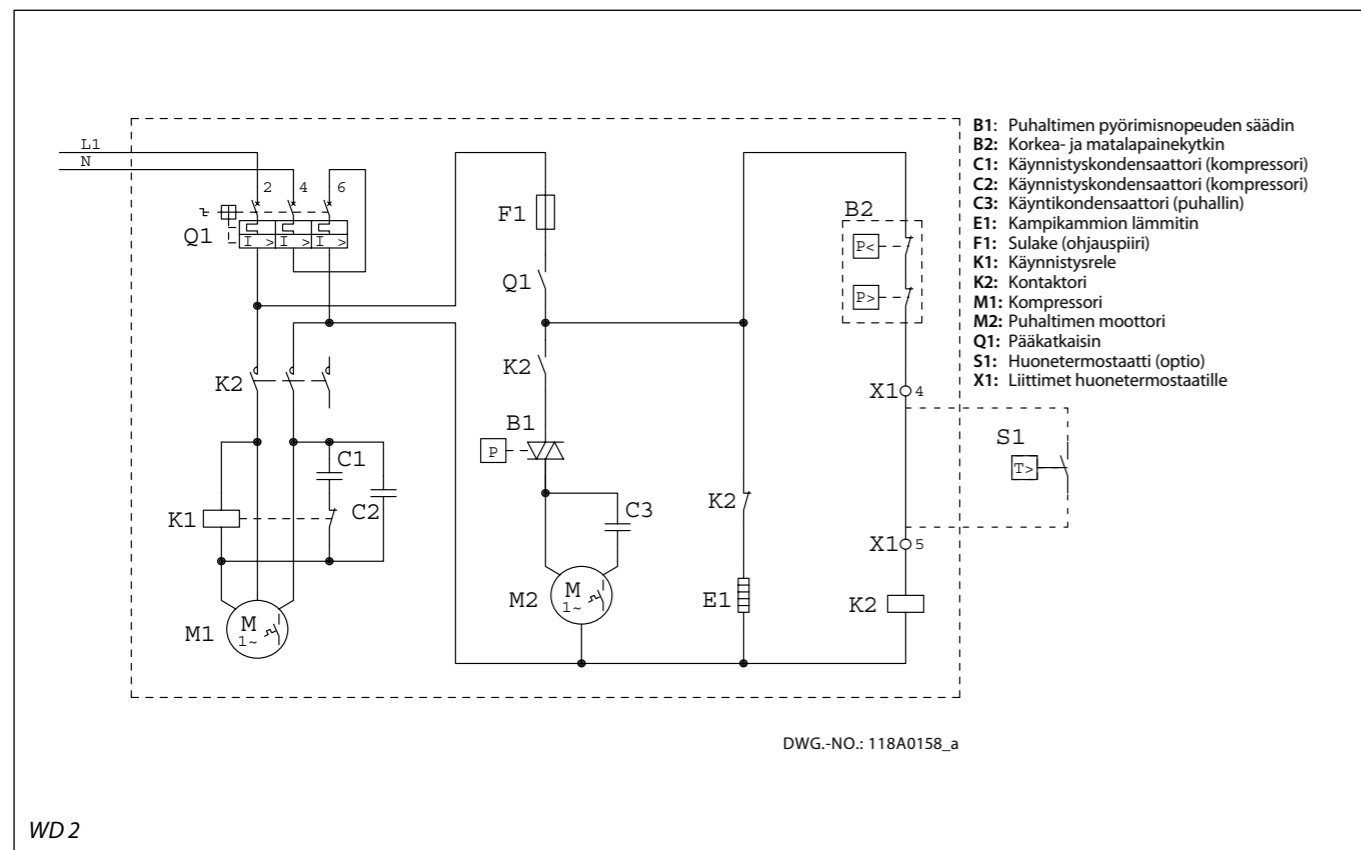 L1
N
2 4 6
Q1
I > I > I >
K2
C1
C2
K1
M1
M
1~
F1
Q1
K2
B1
P
C3
M2
M
1~
K2
E1
B2
P<
P>
X1 4
S1
T>
X1 5
K2
B1: Puhaltimen pyörimisnopeuden säädin
B2: Korkea- ja matalapainekytkin
C1: Käynnistyskondensaattori (kompressori)
C2: Käynnistyskondensaattori (kompressori)
C3: Käyntikondensaattori (puhallin)
E1: Kampikammion lämmitin
F1: Sulake (ohjauspiiri)
K1: Käynnistysrele
K2: Kontaktori
M1: Kompressori
M2: Puhaltimen moottori
Q1: Pääkatkaisin
S1: Huonetermostaatti (optio)
X1: Liittimet huonetermostaatille
DWG.-NO.: 118A0158_a
WD 2